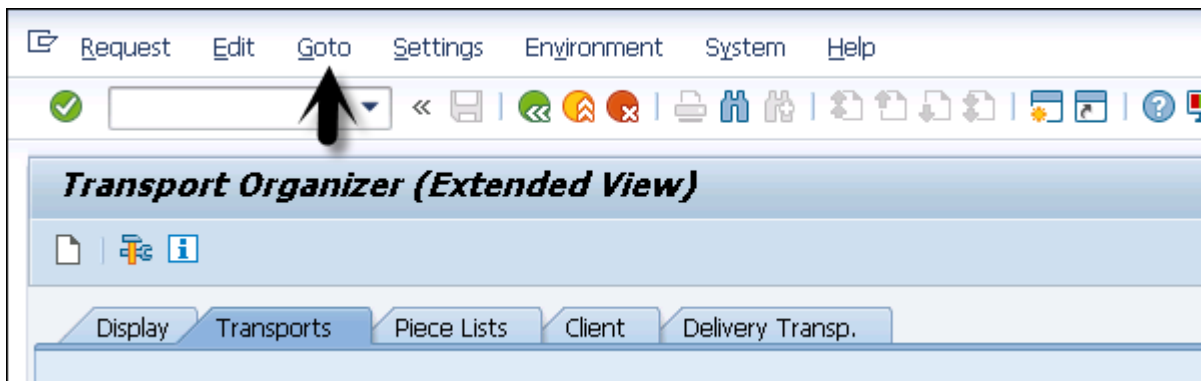 Request Edit Goto Settings Environment System Help
Transport Organizer (Extended View)
Display Transports Piece Lists Client Delivery Transp.